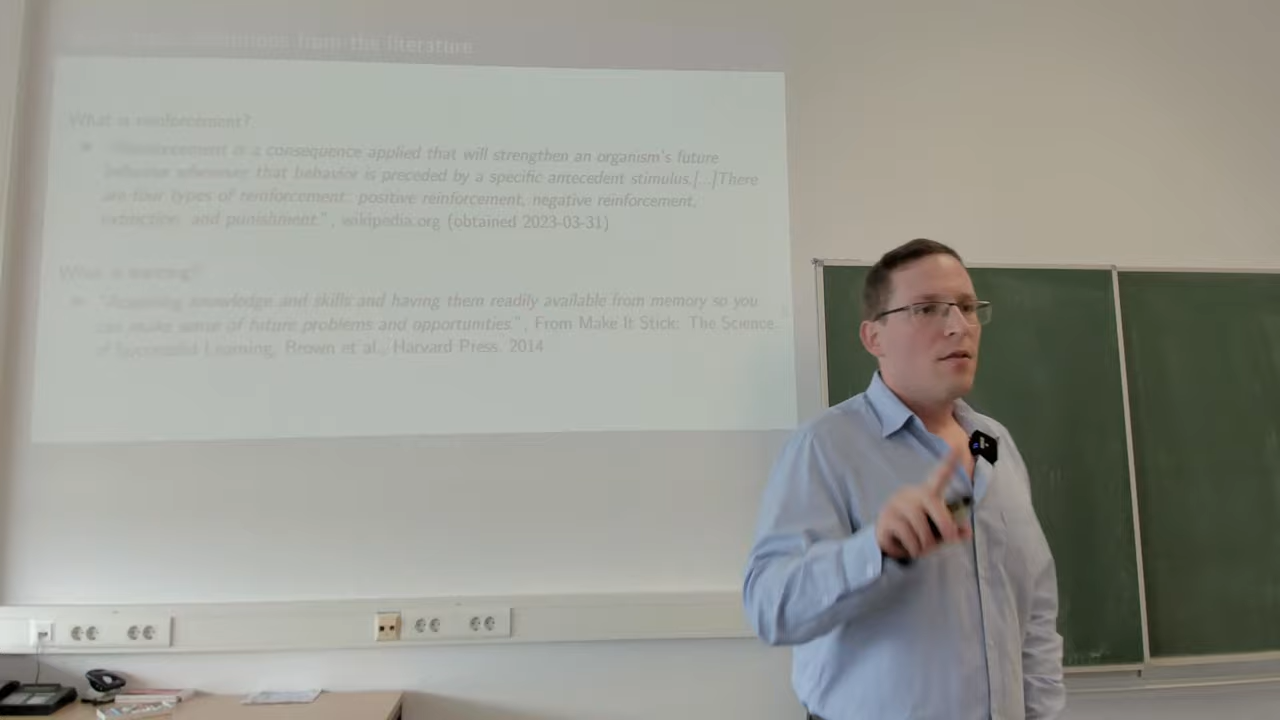 definitions from the literature
What is reinforcement?
"Reinforcement is a consequence applied that will strengthen an organism's future
behavior whenever that behavior is preceded by a specific antecedent stimulus.[...]There
are four types of reinforcement: positive reinforcement, negative reinforcement,
extinction, and punishment.", wikipedia.org (obtained 2023-03-31)
What is learning?
"Acquiring knowledge and skills and having them readily available from memory so you
can make sense of future problems and opportunities.", From Make It Stick: The Science
of Successful Learning, Brown et al., Harvard Press. 2014